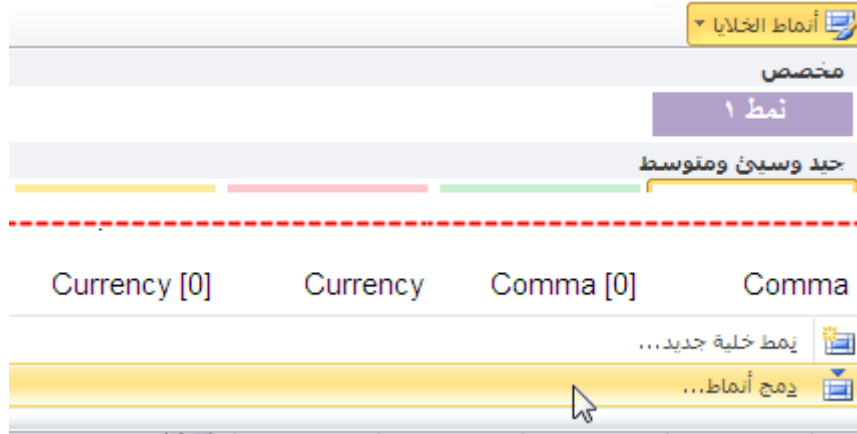 أنماط الخلايا
مخصص
نمط ١
جيد وسيئ ومتوسط
Currency [0] Currency Comma [0] Comma
نمط خلية جديد...
دمج أنماط...